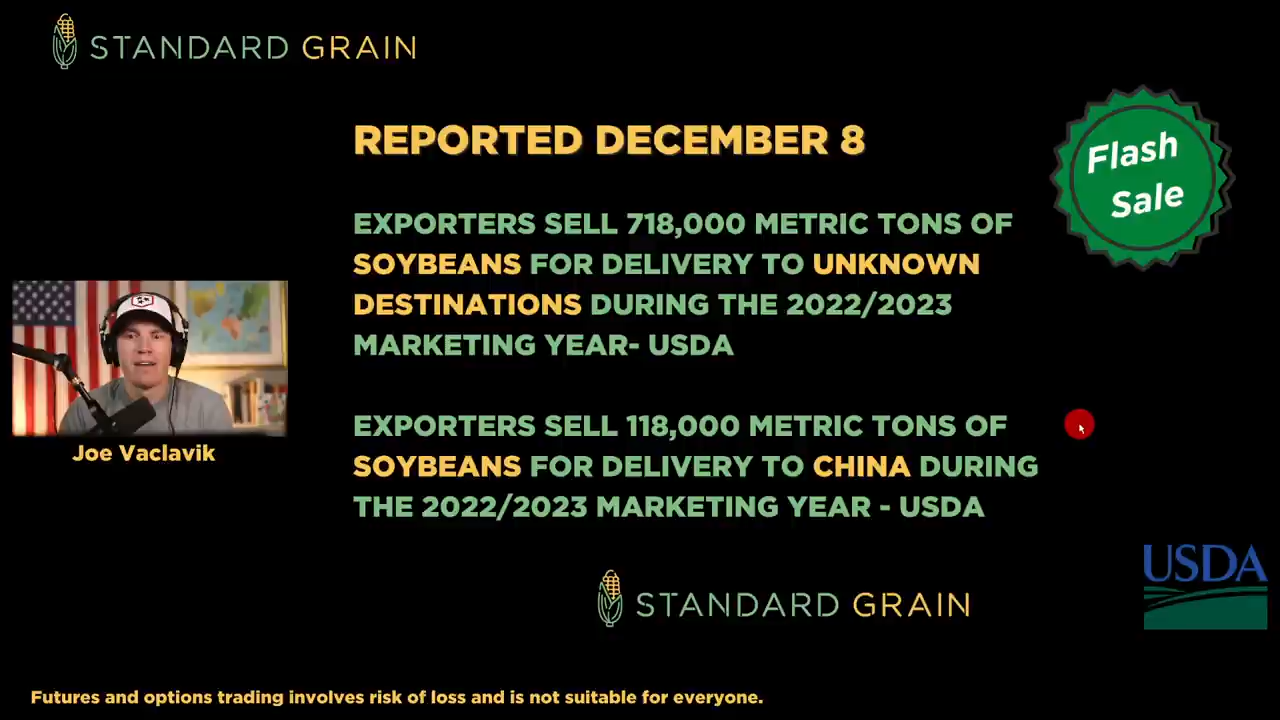 STANDARD GRAIN
REPORTED DECEMBER 8
Flash
Sale
EXPORTERS SELL 718,000 METRIC TONS OF
SOYBEANS FOR DELIVERY TO UNKNOWN
DESTINATIONS DURING THE 2022/2023
MARKETING YEAR- USDA
EXPORTERS SELL 118,000 METRIC TONS OF
SOYBEANS FOR DELIVERY TO CHINA DURING
THE 2022/2023 MARKETING YEAR - USDA
Joe Vaclavik
USDA
STANDARD GRAIN
Futures and options trading involves risk of loss and is not suitable for everyone.